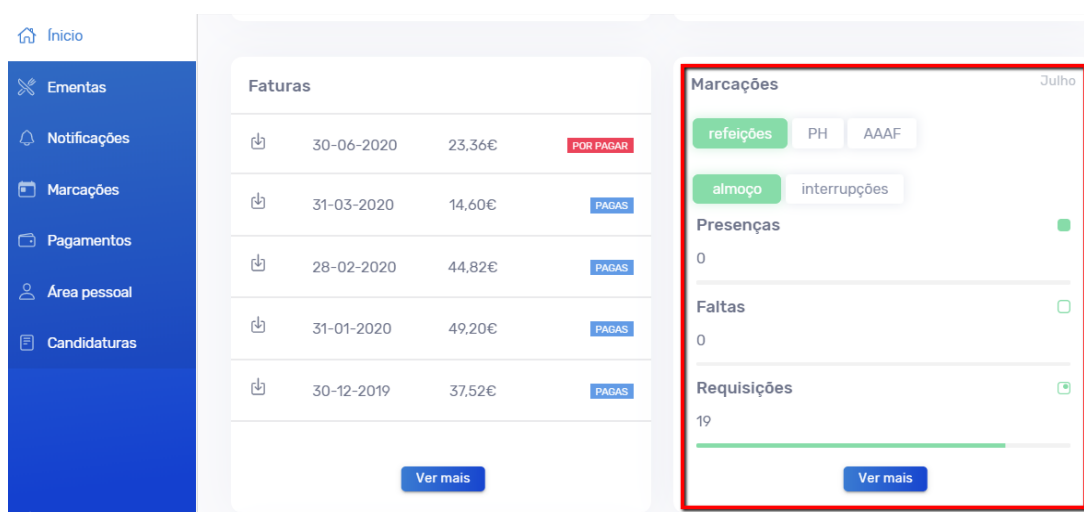 Ínicio
Ementas
Notificações
Marcações
Pagamentos
Área pessoal
Candidaturas
Faturas
30-06-2020 23,36€ POR PAGAR
31-03-2020 14,60€ PAGAS
28-02-2020 44,82€ PAGAS
31-01-2020 49,20€ PAGAS
30-12-2019 37,52€ PAGAS
Ver mais
Marcações Julho
refeições PH AAAF
almoço interrupções
Presenças
0
Faltas
0
Requisições
19
Ver mais